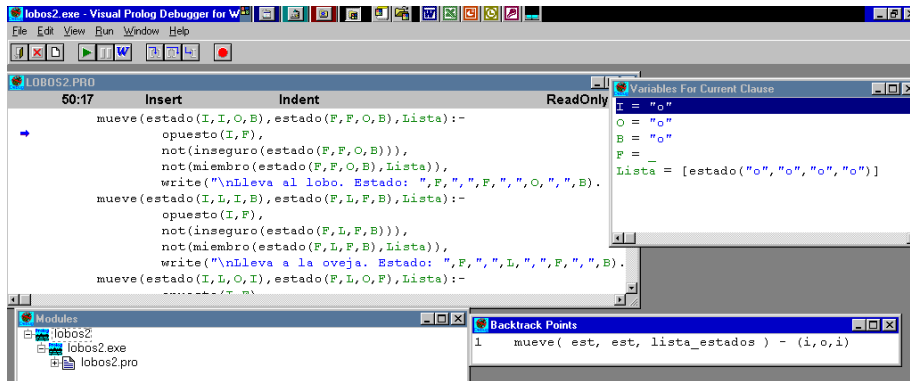 lobos2.exe - Visual Prolog Debugger for W
File Edit View Run Window Help
LOBOS2.PRO
50:17 Insert Indent ReadOnly
mueve(estado(I,I,O,B),estado(F,F,O,B),Lista):-
opuesto(I,F),
not(inseguro(estado(F,F,O,B))),
not(miembro(estado(F,F,O,B),Lista)),
write("\nLleva al lobo. Estado: ",F,",",F,",",O,",",B).
mueve(estado(I,L,I,B),estado(F,L,F,B),Lista):-
opuesto(I,F),
not(inseguro(estado(F,L,F,B))),
not(miembro(estado(F,L,F,B),Lista)),
write("\nLleva a la oveja. Estado: ",F,",",L,",",F,",",B).
mueve(estado(I,L,O,I),estado(F,L,O,F),Lista):-
opuesto(I,F)
Variables For Current Clause
I = "o"
O = "o"
B = "o"
F = _
Lista = [estado("o","o","o","o")]
Modules
lobos2
lobos2.exe
lobos2.pro
Backtrack Points
1 mueve( est, est, lista_estados ) - (i,o,i)